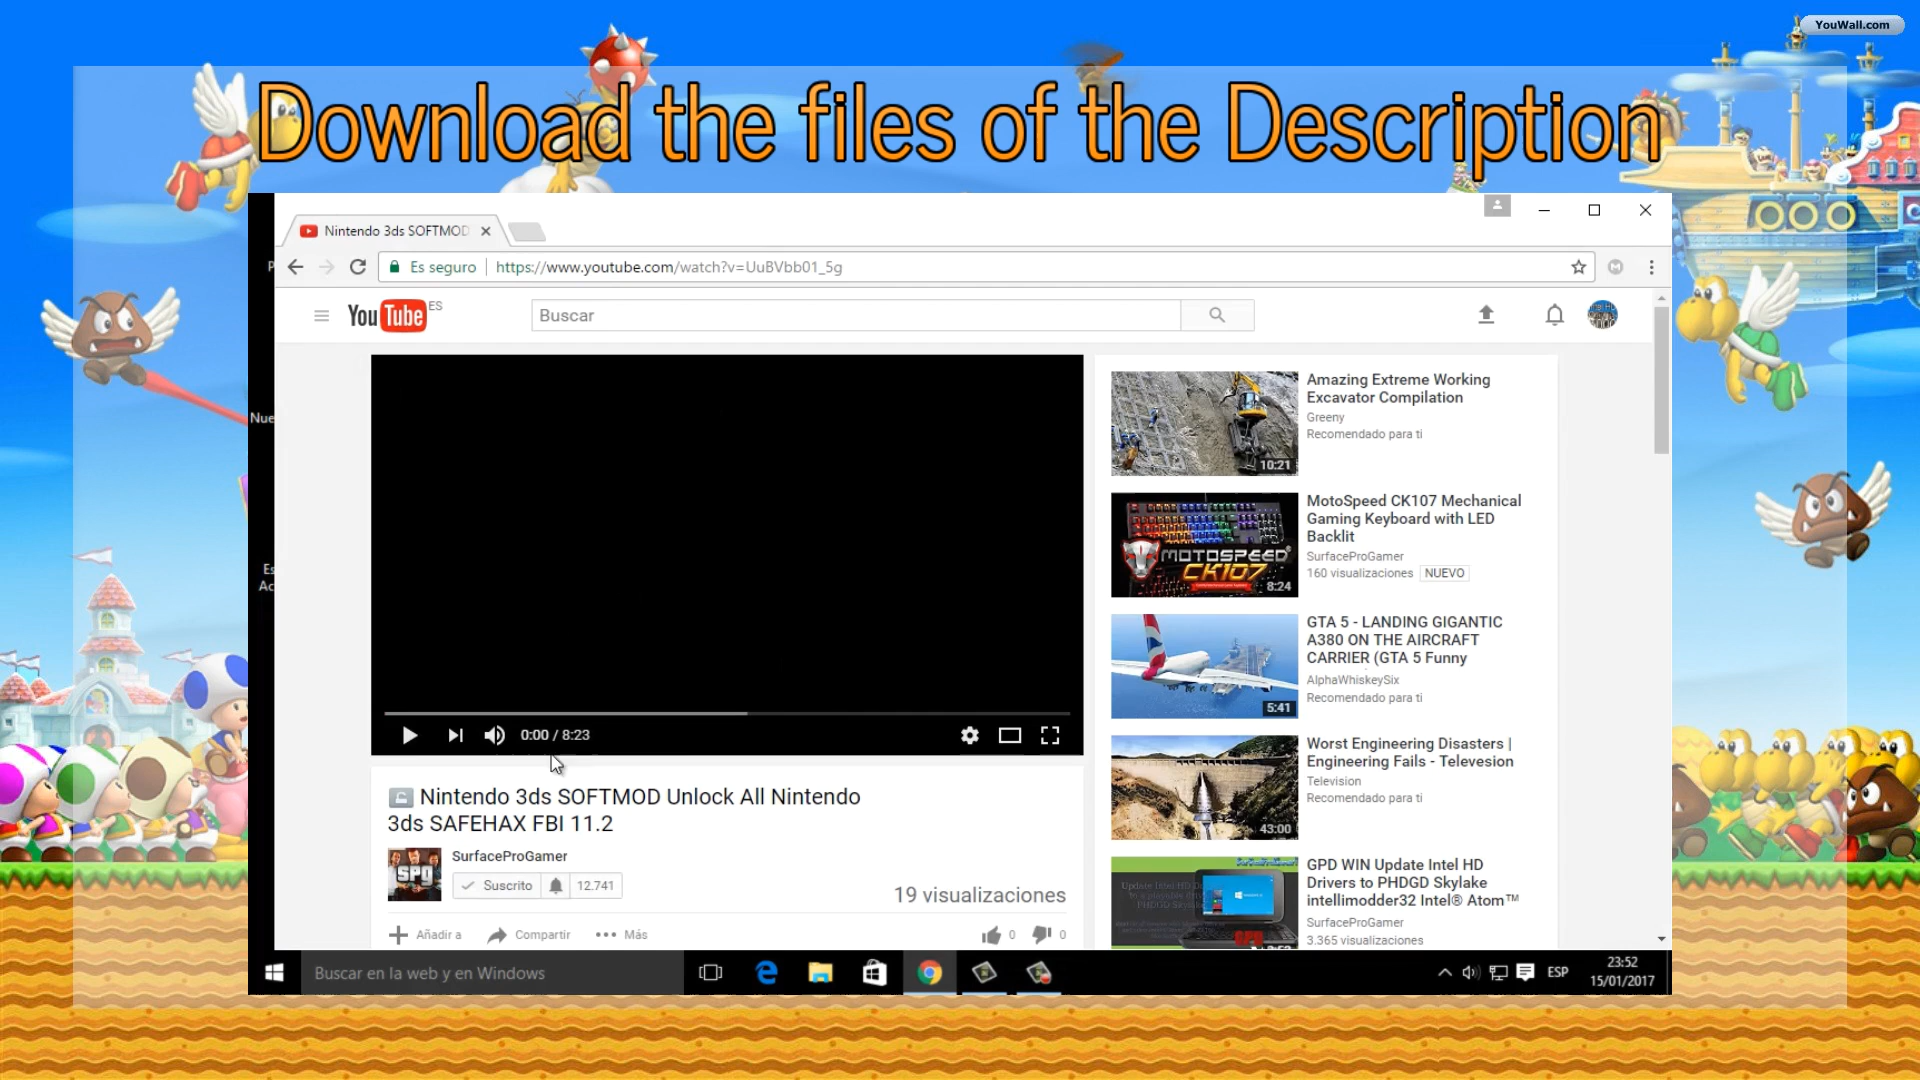 YouWall.com
Download the files of the Description
Nintendo 3ds SOFTMOD
Es seguro
https://www.youtube.com/watch?v=UuBVbb01_5g
YouTube ES
Buscar
Nue
Es
Ac
0:00 / 8:23
Nintendo 3ds SOFTMOD Unlock All Nintendo
3ds SAFEHAX FBI 11.2
SPG
SurfaceProGamer
Suscrito
12.741
19 visualizaciones
Añadir a
Compartir
Más
0
0
10:21
Amazing Extreme Working
Excavator Compilation
Greeny
Recomendado para ti
MOTOSPEED
CK107
8:24
MotoSpeed CK107 Mechanical
Gaming Keyboard with LED
Backlit
SurfaceProGamer
160 visualizaciones
NUEVO
5:41
GTA 5 - LANDING GIGANTIC
A380 ON THE AIRCRAFT
CARRIER (GTA 5 Funny
AlphaWhiskeySix
Recomendado para ti
43:00
Worst Engineering Disasters |
Engineering Fails - Televesion
Television
Recomendado para ti
GPD WIN Update Intel HD
Drivers to PHDGD Skylake
intellimodder32 Intel® Atom™
SurfaceProGamer
3.365 visualizaciones
Buscar en la web y en Windows
ESP
23:52
15/01/2017